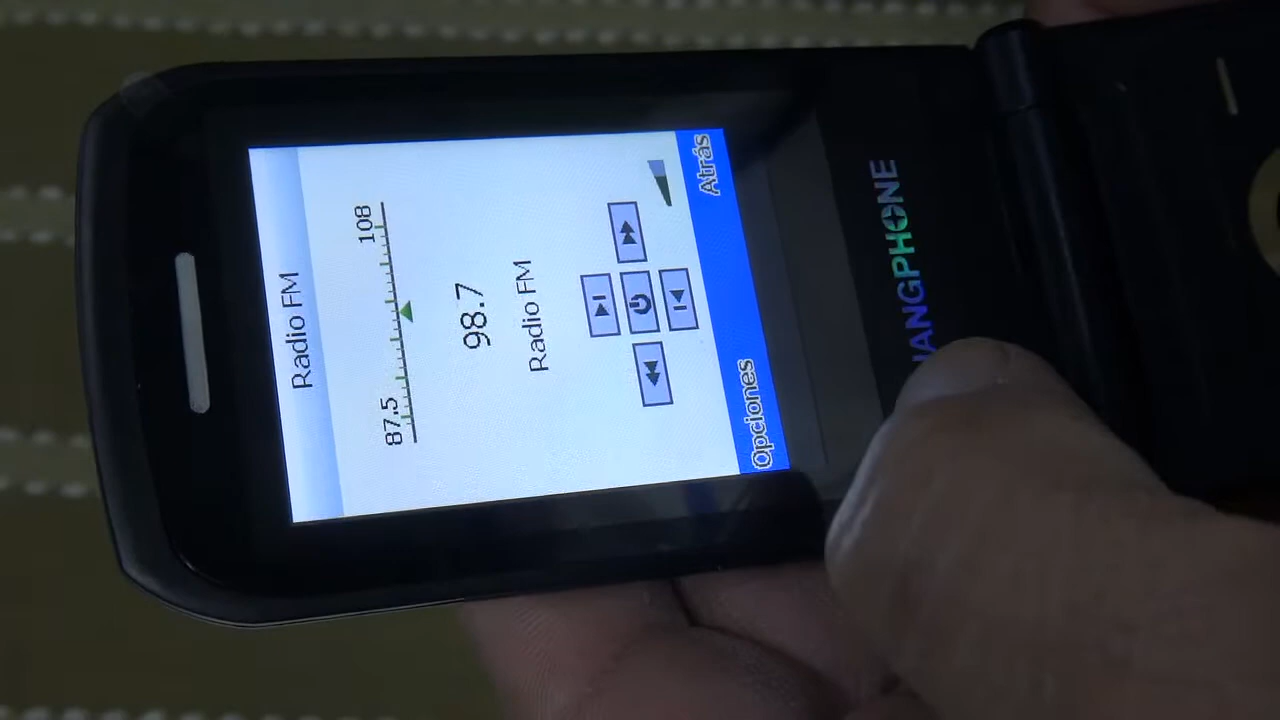 Radio FM
87.5 108
98.7
Radio FM
Opciones Atrás
HANGPHONE